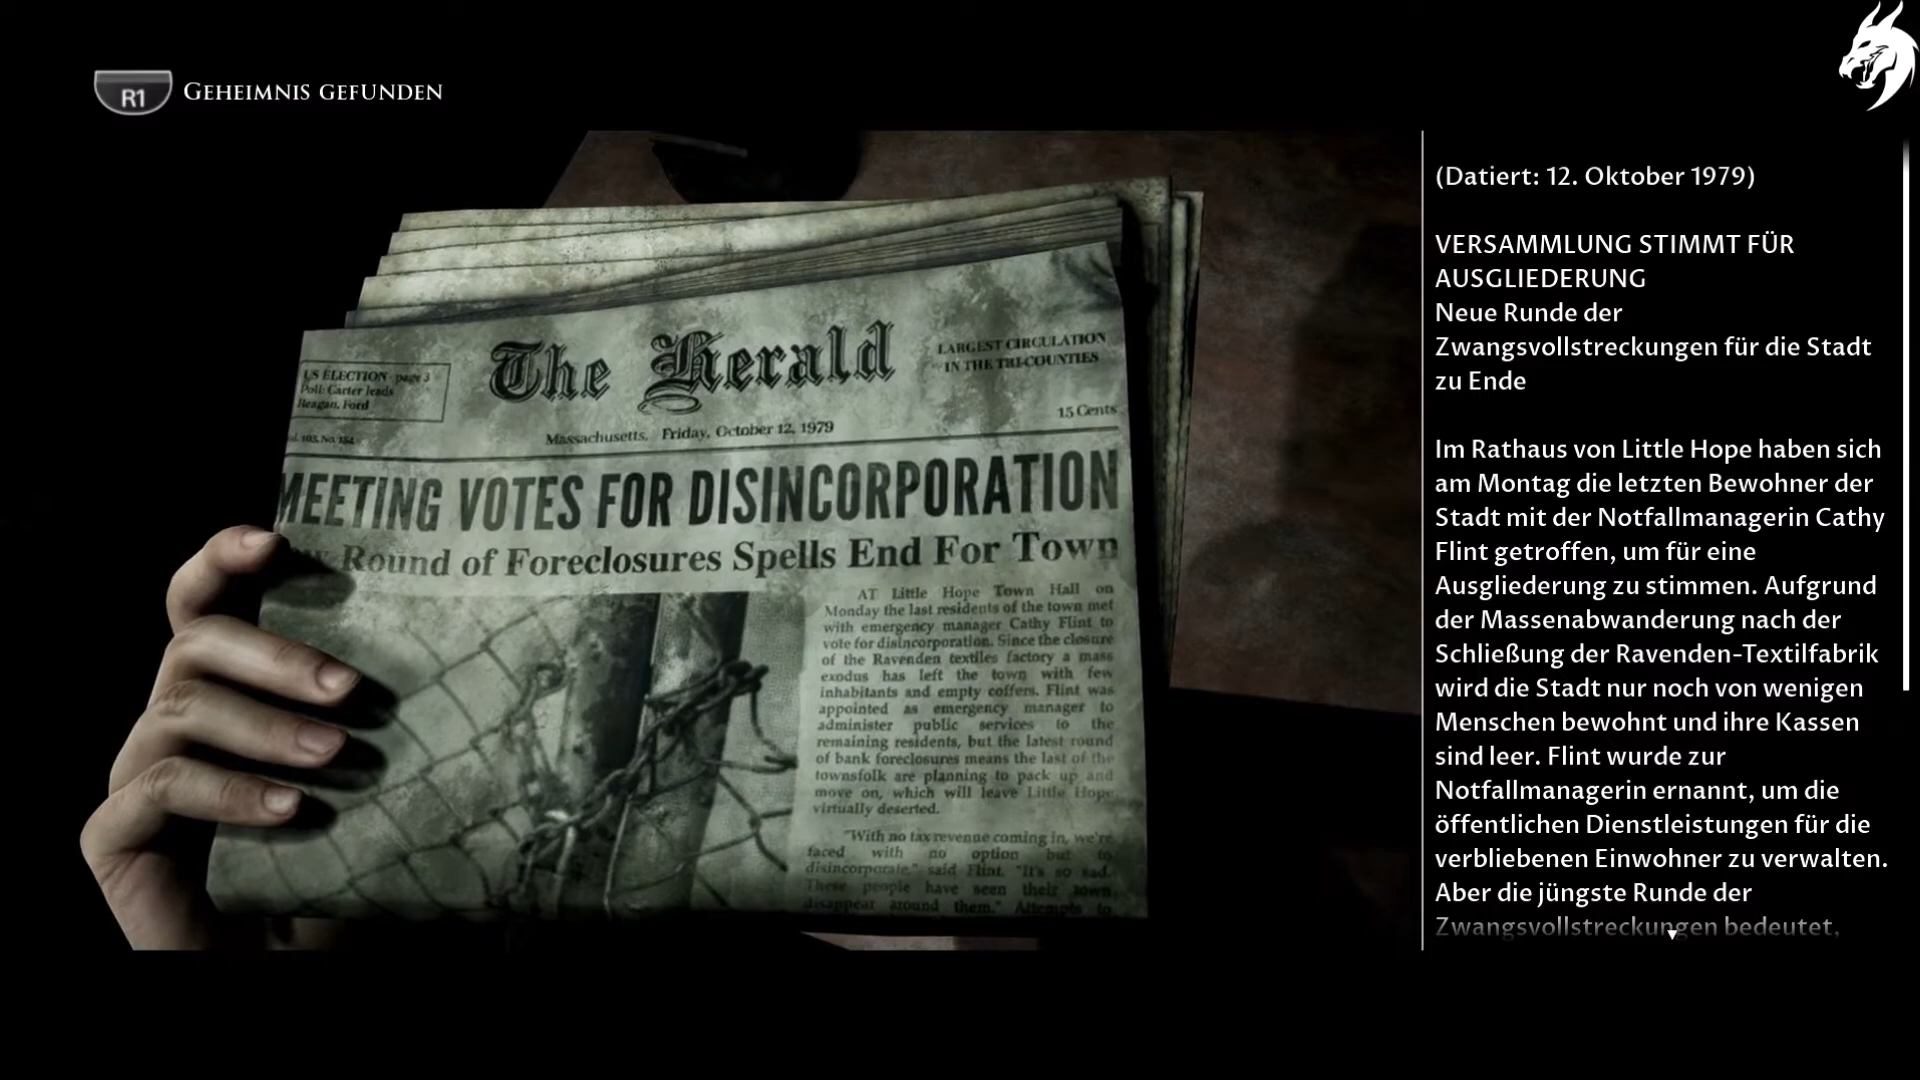 R1 GEHEIMNIS GEFUNDEN
US ELECTION - page 3
Poll: Carter leads
Reagan, Ford
The Herald
LARGEST CIRCULATION
IN THE TRI-COUNTIES
15 Cents
Massachusetts, Friday, October 12, 1979
MEETING VOTES FOR DISINCORPORATION
Round of Foreclosures Spells End For Town
AT Little Hope Town Hall on
Monday the last residents of the town met
with emergency manager Cathy Flint to
vote for disincorporation. Since the closure
of the Ravenden textiles factory a mass
exodus has left the town with few
inhabitants and empty coffers. Flint was
appointed as emergency manager to
administer public services to the
remaining residents, but the latest round
of bank foreclosures means the last of the
townsfolk are planning to pack up and
move on, which will leave Little Hope
virtually deserted.
"With no tax revenue coming in, we're
faced with no option but to
disincorporate," said Flint. "It's so sad.
These people have seen their town
disappear around them." Attempts to
(Datiert: 12. Oktober 1979)
VERSAMMLUNG STIMMT FÜR
AUSGLIEDERUNG
Neue Runde der
Zwangsvollstreckungen für die Stadt
zu Ende
Im Rathaus von Little Hope haben sich
am Montag die letzten Bewohner der
Stadt mit der Notfallmanagerin Cathy
Flint getroffen, um für eine
Ausgliederung zu stimmen. Aufgrund
der Massenabwanderung nach der
Schließung der Ravenden-Textilfabrik
wird die Stadt nur noch von wenigen
Menschen bewohnt und ihre Kassen
sind leer. Flint wurde zur
Notfallmanagerin ernannt, um die
öffentlichen Dienstleistungen für die
verbliebenen Einwohner zu verwalten.
Aber die jüngste Runde der
Zwangsvollstreckungen bedeutet,